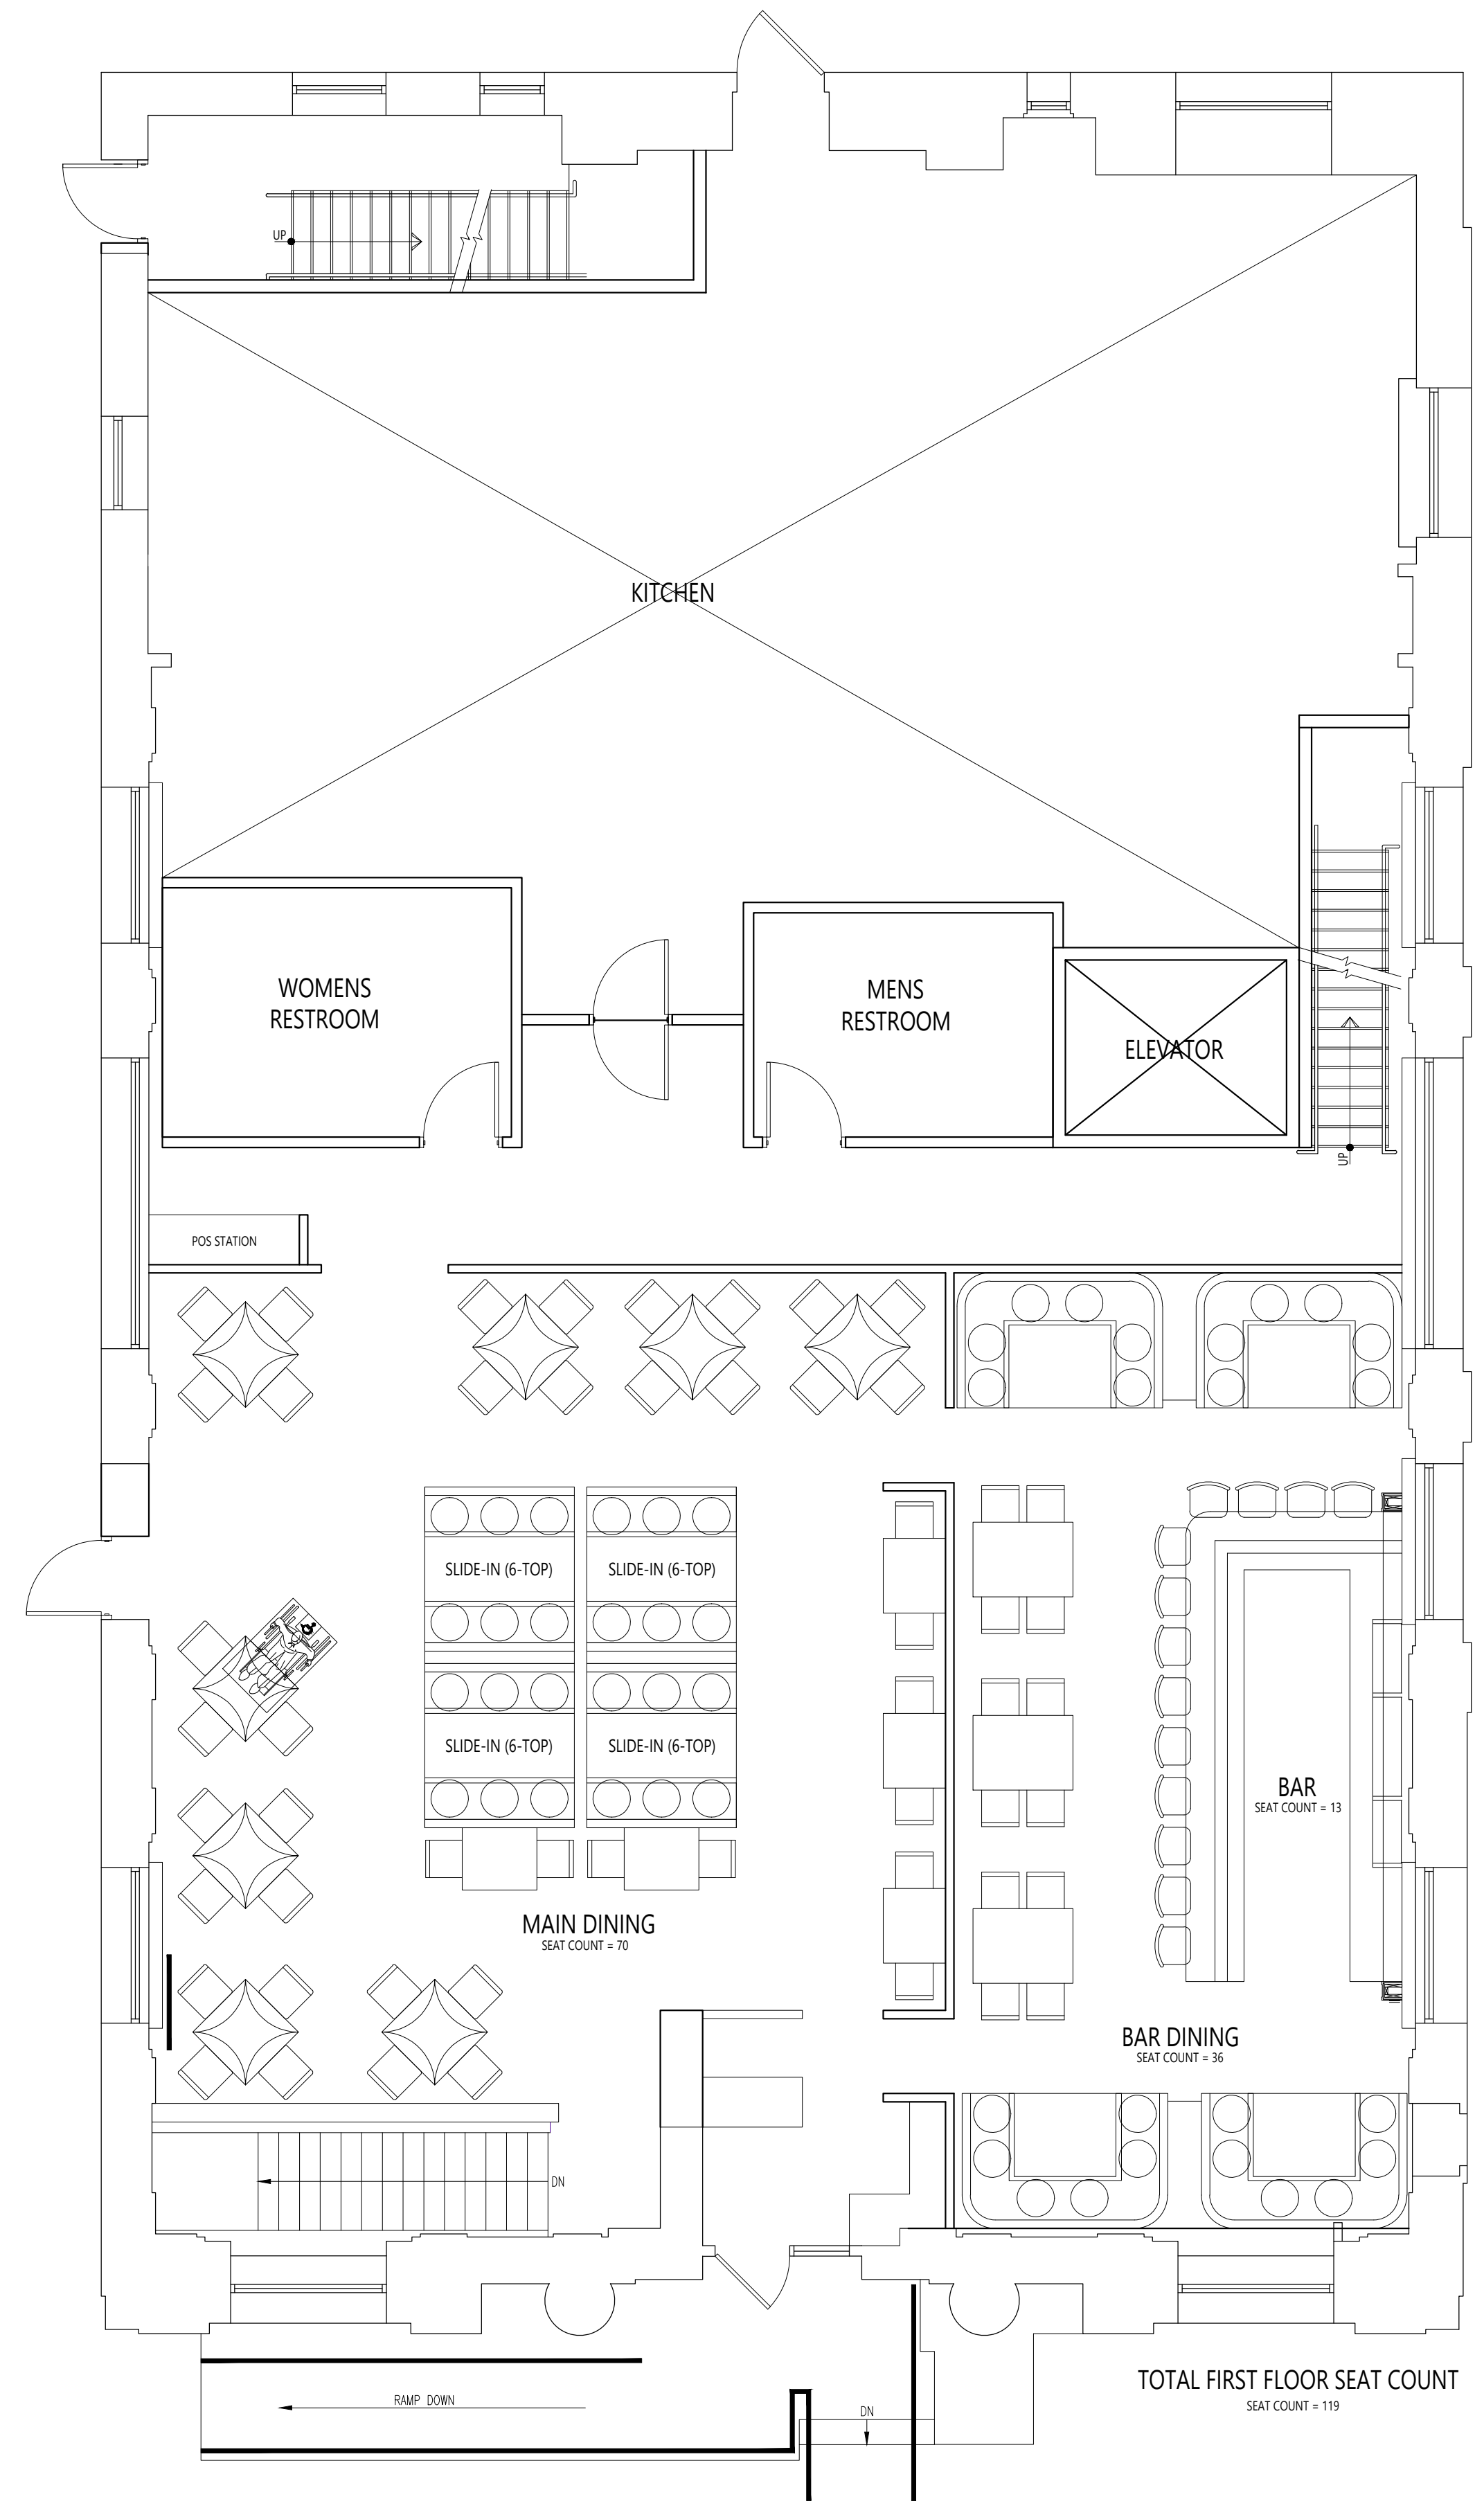 UP
KITCHEN
WOMENS
RESTROOM
MENS
RESTROOM
ELEVATOR
UP
POS STATION
SLIDE-IN (6-TOP)
SLIDE-IN (6-TOP)
SLIDE-IN (6-TOP)
SLIDE-IN (6-TOP)
BAR
SEAT COUNT = 13
MAIN DINING
SEAT COUNT = 70
BAR DINING
SEAT COUNT = 36
DN
TOTAL FIRST FLOOR SEAT COUNT
SEAT COUNT = 119
RAMP DOWN
DN